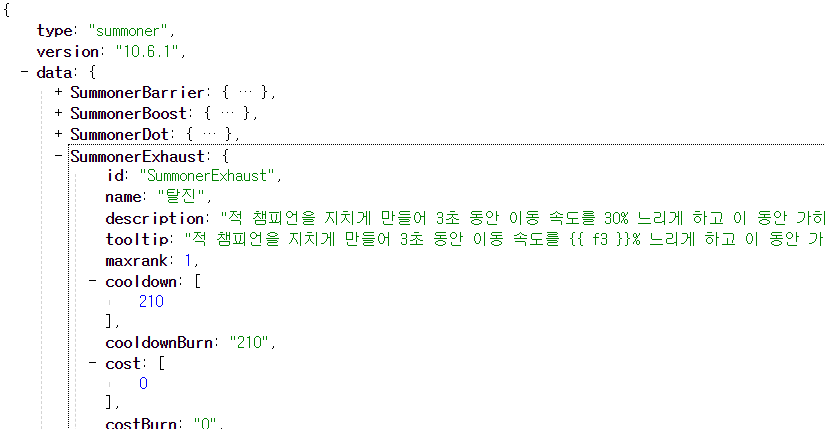 {
type: "summoner",
version: "10.6.1",
- data: {
+ SummonerBarrier: { ... },
+ SummonerBoost: { ... },
+ SummonerDot: { ... },
- SummonerExhaust: {
id: "SummonerExhaust",
name: "탈진",
description: "적 챔피언을 지치게 만들어 3초 동안 이동 속도를 30% 느리게 하고 이 동안 가하
tooltip: "적 챔피언을 지치게 만들어 3초 동안 이동 속도를 {{ f3 }}% 느리게 하고 이 동안 가
maxrank: 1,
- cooldown: [
210
],
cooldownBurn: "210",
- cost: [
0
],
costBurn: "0",